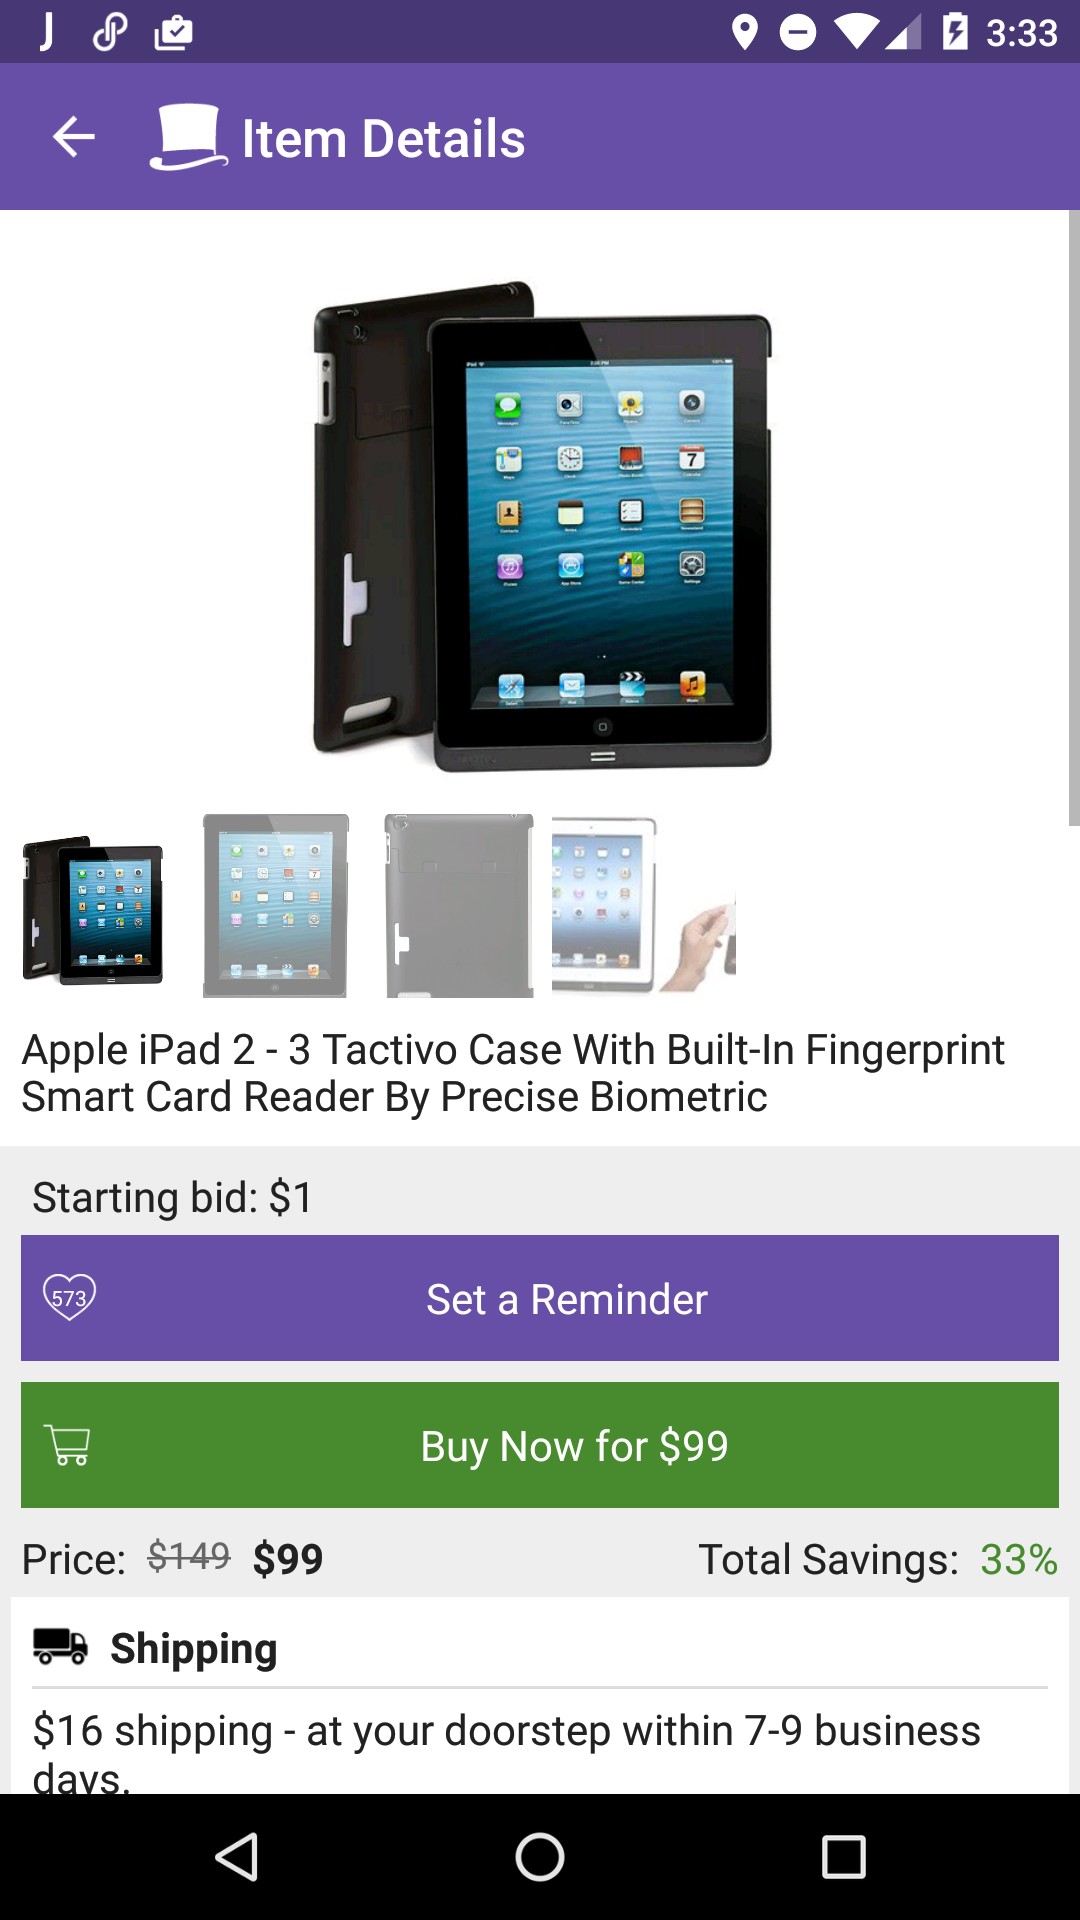 3:33
Item Details
Apple iPad 2 - 3 Tactivo Case With Built-In Fingerprint
Smart Card Reader By Precise Biometric
Starting bid: $1
573
Set a Reminder
Buy Now for $99
Price: $149 $99
Total Savings: 33%
Shipping
$16 shipping - at your doorstep within 7-9 business
days.